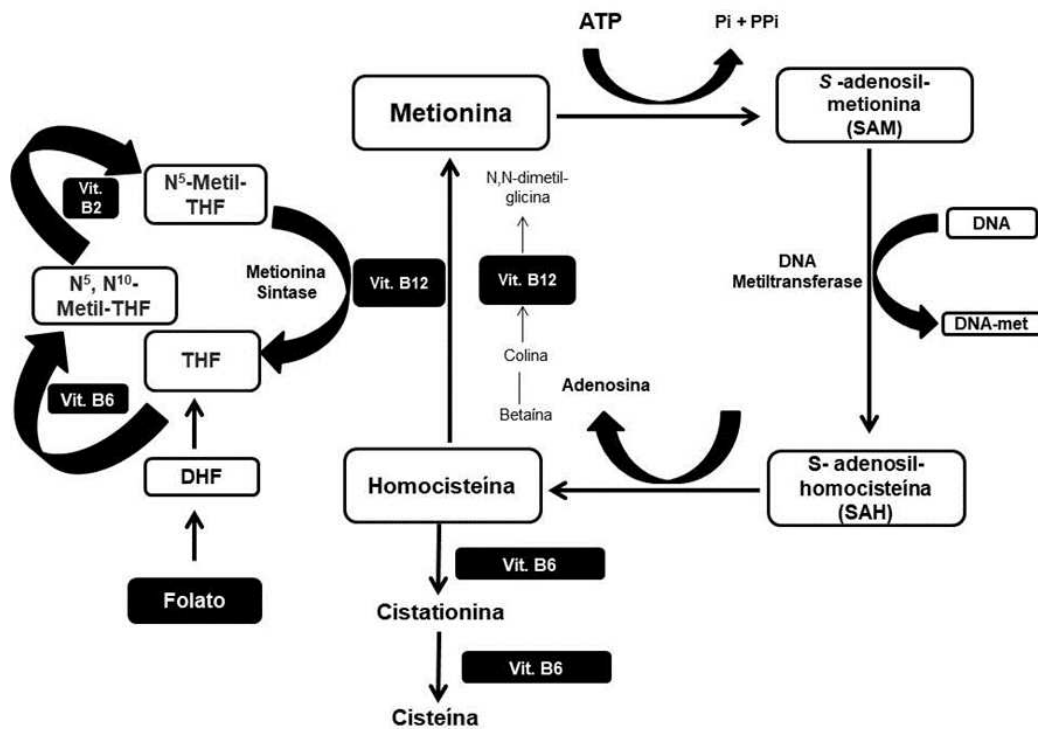 ATP
Pi + PPi
Metionina
S -adenosil-
metionina
(SAM)
N,N-dimetil-
glicina
Vit.
B2
N⁵-Metil-
THF
DNA
Metionina
Sintase
Vit. B12
Vit. B12
DNA
Metiltransferase
N⁵, N¹⁰-
Metil-THF
DNA-met
THF
Colina
Vit. B6
Adenosina
Betaína
DHF
Homocisteína
S- adenosil-
homocisteína
(SAH)
Vit. B6
Folato
Cistationina
Vit. B6
Cisteína